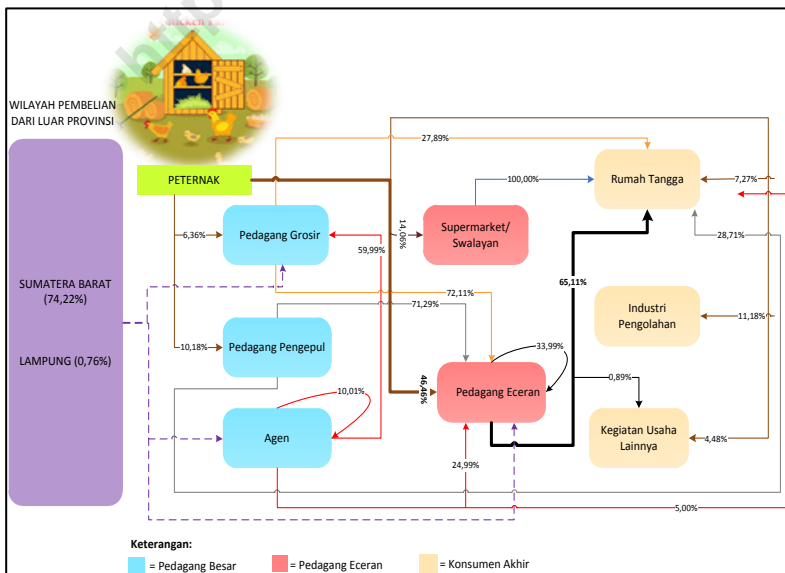 http
WILAYAH PEMBELIAN
DARI LUAR PROVINSI
PETERNAK
27,89%
100,00%
Rumah Tangga
7,27%
6,36%
Pedagang Grosir
59,99%
14,06%
Supermarket/
Swalayan
28,71%
65,11%
SUMATERA BARAT
(74,22%)
72,11%
71,29%
Industri
Pengolahan
11,18%
LAMPUNG (0,76%)
10,18%
Pedagang Pengepul
33,99%
46,46%
Pedagang Eceran
0,89%
10,01%
Agen
Kegiatan Usaha
Lainnya
4,48%
24,99%
5,00%
Keterangan:
= Pedagang Besar
= Pedagang Eceran
= Konsumen Akhir